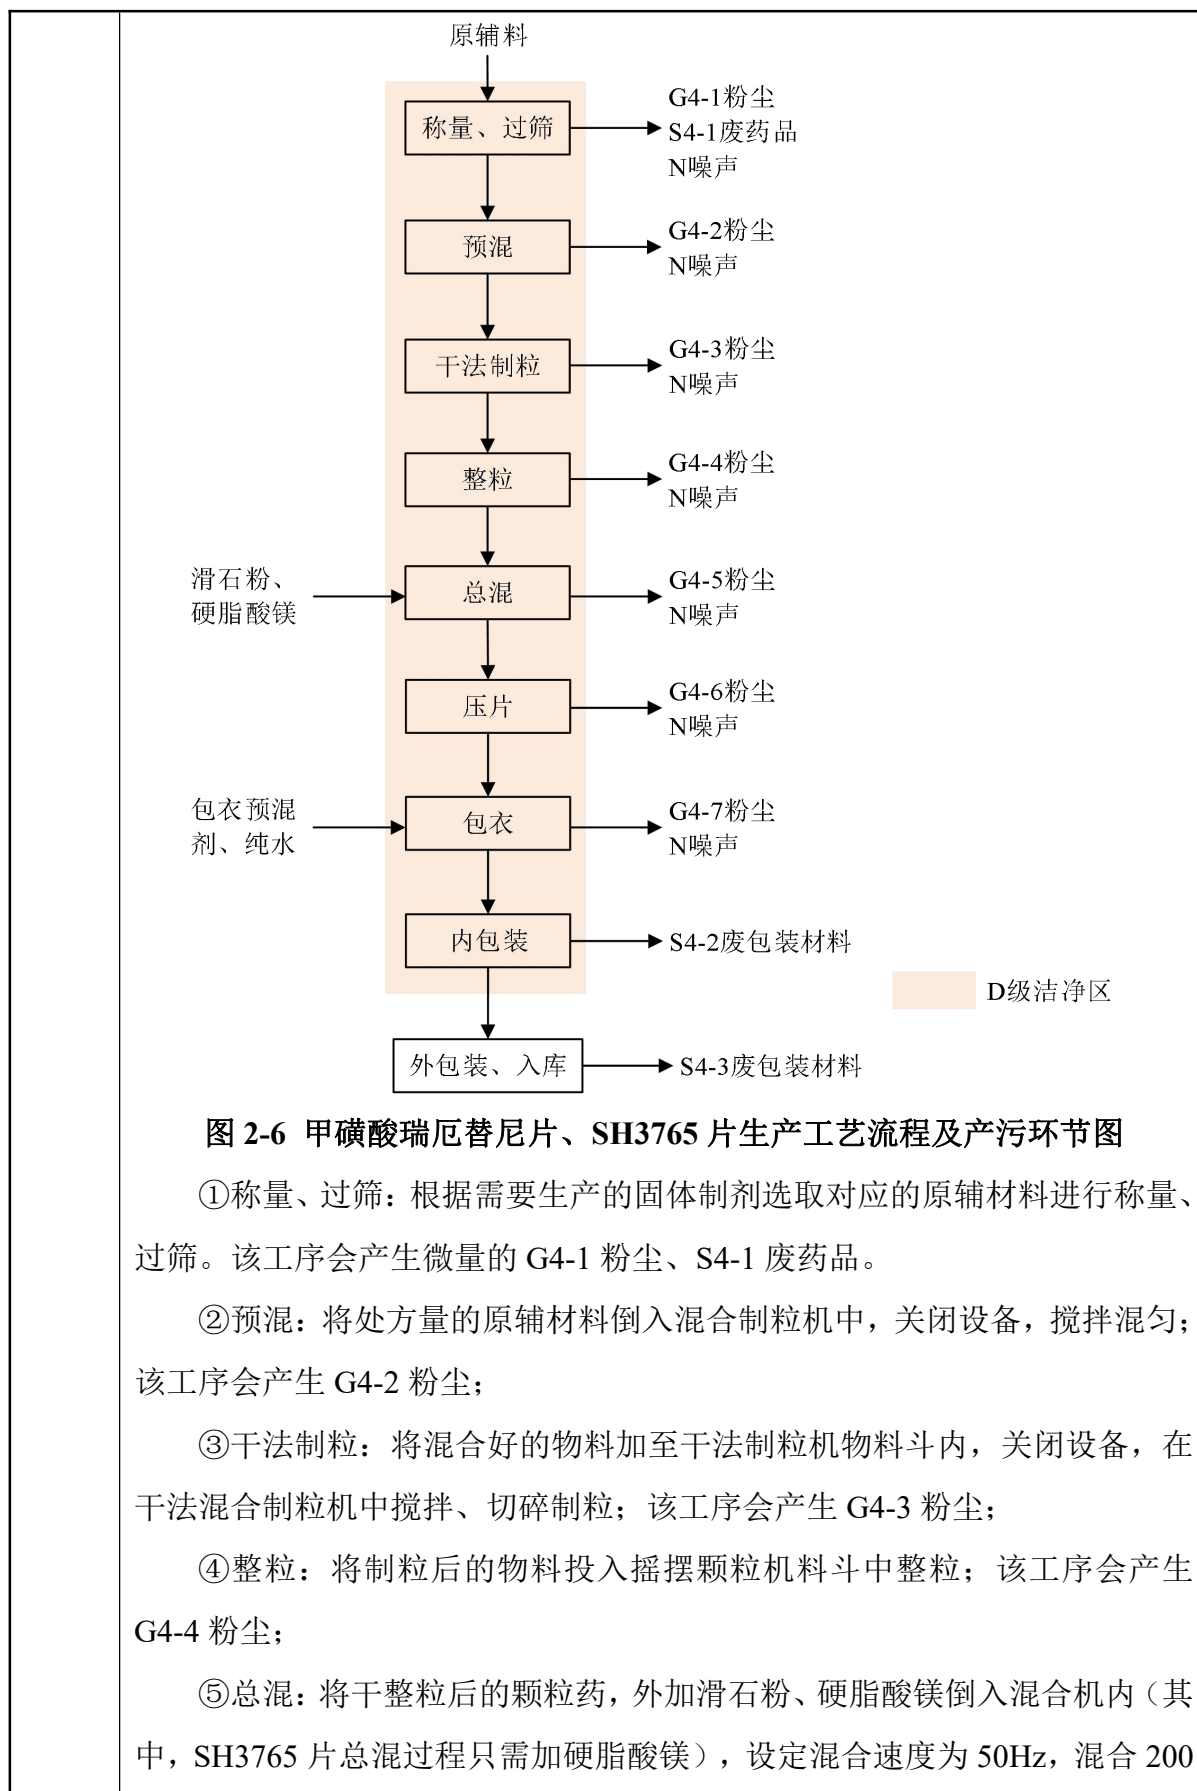 原辅料
称量、过筛
G4-1粉尘
S4-1废药品
N噪声
预混
G4-2粉尘
N噪声
干法制粒
G4-3粉尘
N噪声
整粒
G4-4粉尘
N噪声
滑石粉、
硬脂酸镁
总混
G4-5粉尘
N噪声
压片
G4-6粉尘
N噪声
包衣预混
剂、纯水
包衣
G4-7粉尘
N噪声
内包装
S4-2废包装材料
D级洁净区
外包装、入库
S4-3废包装材料
图 2-6 甲磺酸瑞厄替尼片、SH3765 片生产工艺流程及产污环节图
①称量、过筛：根据需要生产的固体制剂选取对应的原辅材料进行称量、
过筛。该工序会产生微量的 G4-1 粉尘、S4-1 废药品。
②预混：将处方量的原辅材料倒入混合制粒机中，关闭设备，搅拌混匀；
该工序会产生 G4-2 粉尘；
③干法制粒：将混合好的物料加至干法制粒机物料斗内，关闭设备，在
干法混合制粒机中搅拌、切碎制粒；该工序会产生 G4-3 粉尘；
④整粒：将制粒后的物料投入摇摆颗粒机料斗中整粒；该工序会产生
G4-4 粉尘；
⑤总混：将干整粒后的颗粒药，外加滑石粉、硬脂酸镁倒入混合机内（其
中，SH3765 片总混过程只需加硬脂酸镁），设定混合速度为 50Hz，混合 200